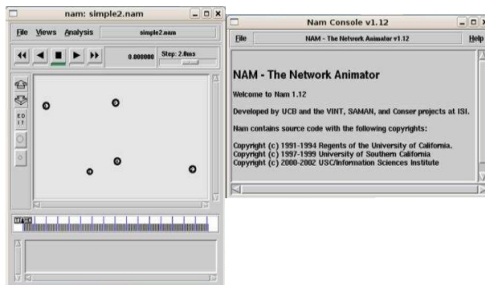 nam: simple2.nam
File Views Analysis simple2.nam
0.000000 Step: 2.0ms
ED
IT
Nam Console v1.12
File NAM - The Network Animator v1.12 Help
NAM - The Network Animator
Welcome to Nam 1.12
Developed by UCB and the VINT, SAMAN, and Conser projects at ISI.
Nam contains source code with the following copyrights:
Copyright (c) 1991-1994 Regents of the University of California.
Copyright (c) 1997-1999 University of Southern California
Copyright (c) 2000-2002 USC/Information Sciences Institute